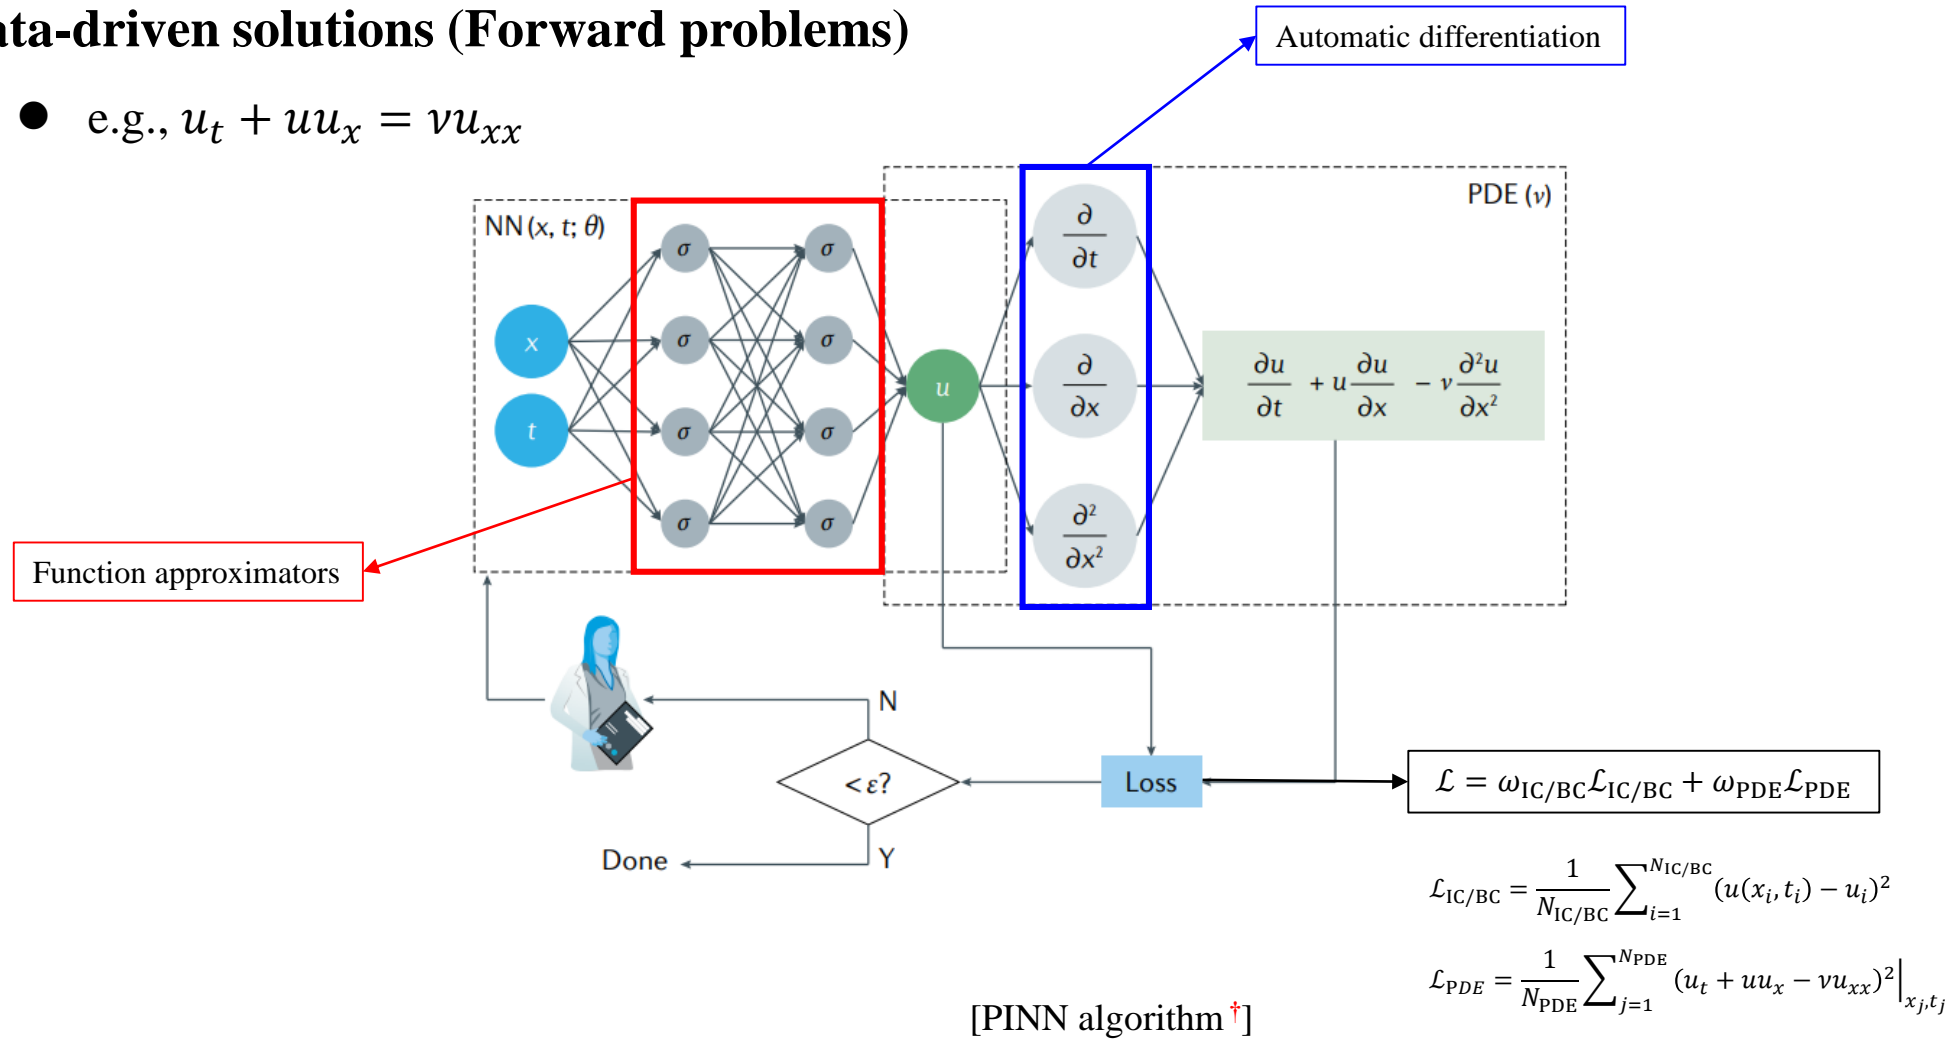 ata-driven solutions (Forward problems)
Automatic differentiation
● e.g., u_t + uu_x = νu_xx
PDE (ν)
NN (x, t; θ)
σ σ
σ σ
σ σ
σ σ
x
t
u
∂/∂t
∂/∂x
∂²/∂x²
∂u/∂t + u ∂u/∂x − ν ∂²u/∂x²
Function approximators
N
< ε?
Y
Done
Loss
ℒ = ω_IC/BC ℒ_IC/BC + ω_PDE ℒ_PDE
ℒ_IC/BC = 1/N_IC/BC ∑_{i=1}^{N_IC/BC} (u(x_i, t_i) − u_i)²
ℒ_PDE = 1/N_PDE ∑_{j=1}^{N_PDE} (u_t + uu_x − νu_xx)²|_{x_j,t_j}
[PINN algorithm†]